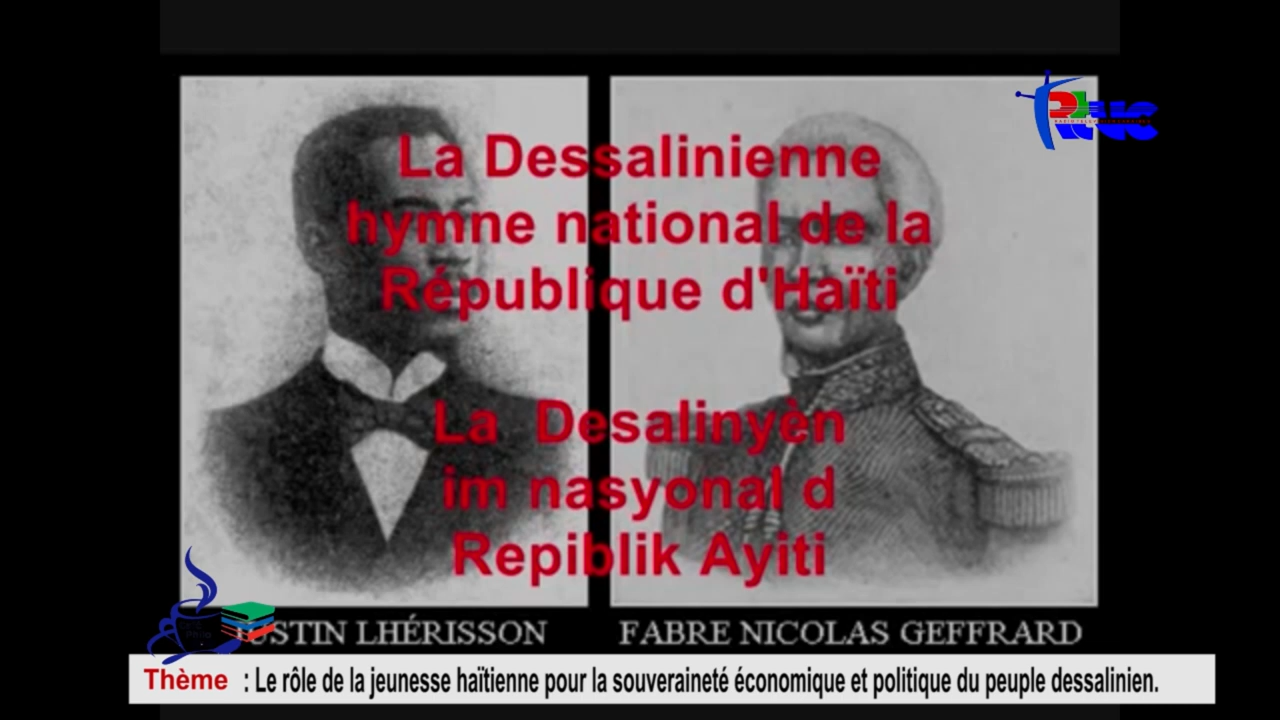 La Dessalinienne
hymne national de la
République d'Haïti
La Desalinyèn
im nasyonal d
Repiblik Ayiti
JUSTIN LHÉRISSON
FABRE NICOLAS GEFFRARD
Thème : Le rôle de la jeunesse haïtienne pour la souveraineté économique et politique du peuple dessalinien.